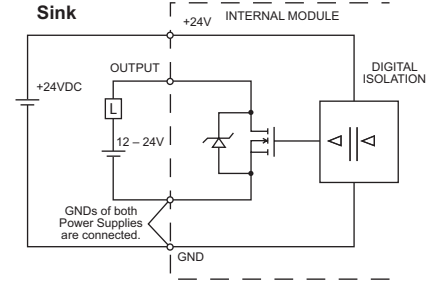 Sink
+24V
INTERNAL MODULE
OUTPUT
DIGITAL
ISOLATION
+24VDC
L
12 – 24V
GNDs of both
Power Supplies
are connected.
GND